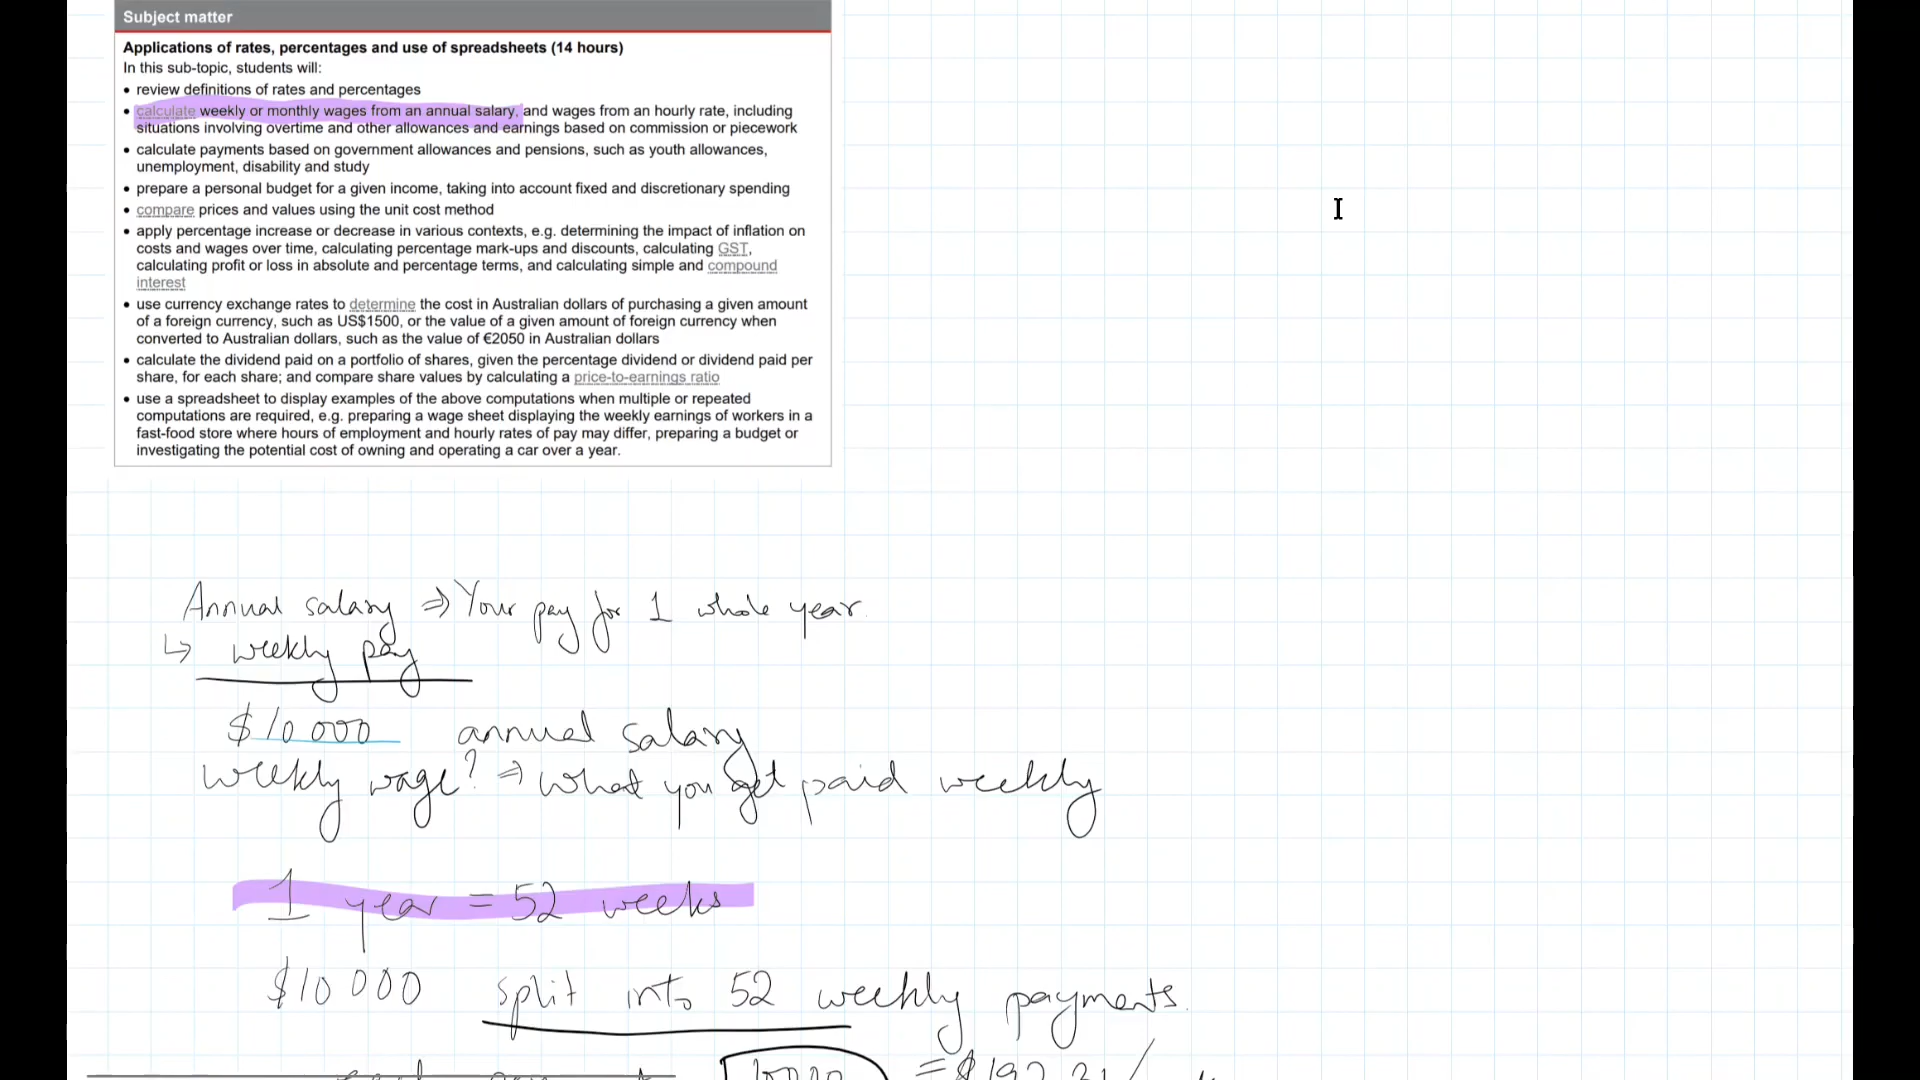 Subject matter
Applications of rates, percentages and use of spreadsheets (14 hours)
In this sub-topic, students will:
• review definitions of rates and percentages
• calculate weekly or monthly wages from an annual salary, and wages from an hourly rate, including
situations involving overtime and other allowances and earnings based on commission or piecework
• calculate payments based on government allowances and pensions, such as youth allowances,
unemployment, disability and study
• prepare a personal budget for a given income, taking into account fixed and discretionary spending
• compare prices and values using the unit cost method
• apply percentage increase or decrease in various contexts, e.g. determining the impact of inflation on
costs and wages over time, calculating percentage mark-ups and discounts, calculating GST,
calculating profit or loss in absolute and percentage terms, and calculating simple and compound
interest
• use currency exchange rates to determine the cost in Australian dollars of purchasing a given amount
of a foreign currency, such as US$1500, or the value of a given amount of foreign currency when
converted to Australian dollars, such as the value of €2050 in Australian dollars
• calculate the dividend paid on a portfolio of shares, given the percentage dividend or dividend paid per
share, for each share; and compare share values by calculating a price-to-earnings ratio
• use a spreadsheet to display examples of the above computations when multiple or repeated
computations are required, e.g. preparing a wage sheet displaying the weekly earnings of workers in a
fast-food store where hours of employment and hourly rates of pay may differ, preparing a budget or
investigating the potential cost of owning and operating a car over a year.
Annual salary ⇒ Your pay for 1 whole year.
↳ weekly pay
$10 000 annual salary
weekly wage? ⇒ what you get paid weekly
1 year = 52 weeks
$10 000 split into 52 weekly payments.